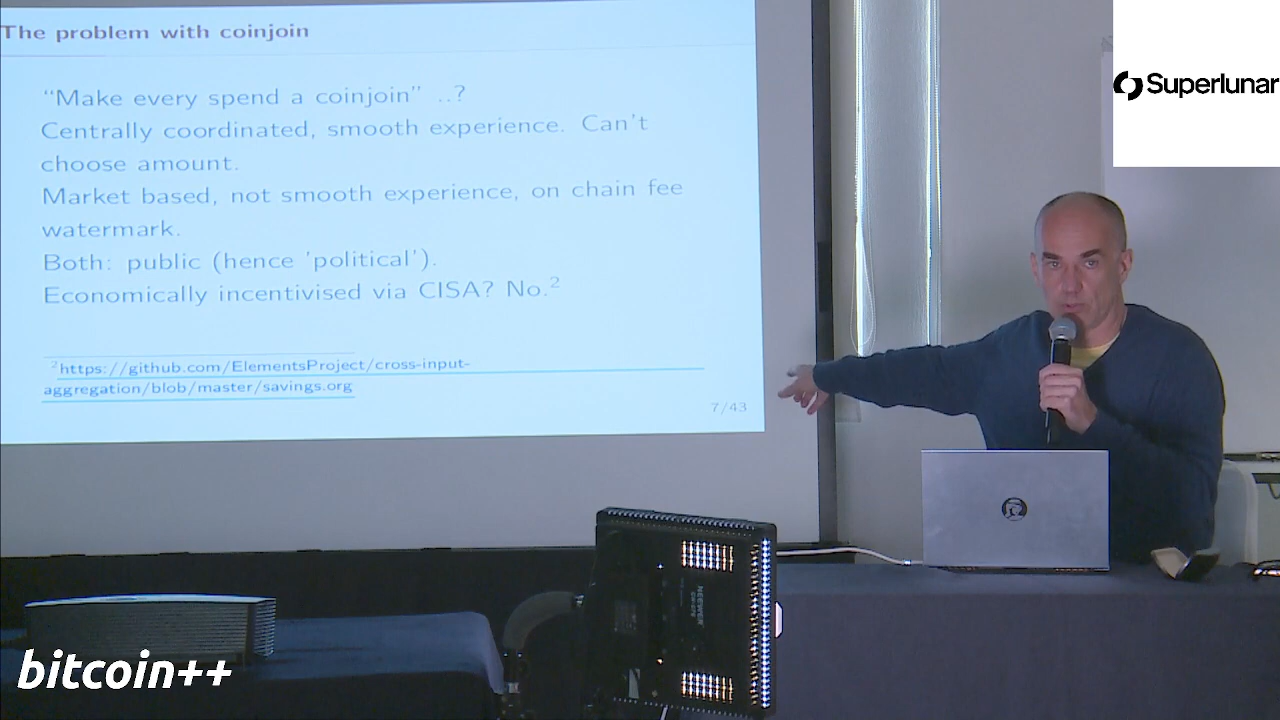 The problem with coinjoin
“Make every spend a coinjoin” ..?
Centrally coordinated, smooth experience. Can't
choose amount.
Market based, not smooth experience, on chain fee
watermark.
Both: public (hence 'political').
Economically incentivised via CISA? No.2
2https://github.com/ElementsProject/cross-input-
aggregation/blob/master/savings.org
7/43
Superlunar
NEEWER
bitcoin++